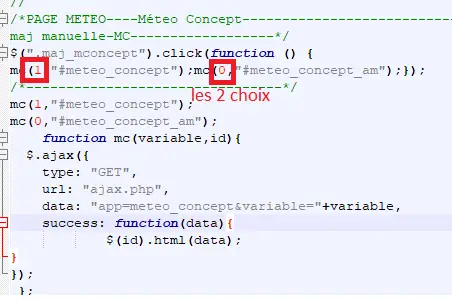 //
/*PAGE METEO----Méteo Concept-----------------
maj manuelle-MC-------------------*/
$(".maj_mconcept").click(function () {
mc(1,"#meteo_concept");mc(0,"#meteo_concept_am");});
/*--------------------------------*/
les 2 choix
mc(1,"#meteo_concept");
mc(0,"#meteo_concept_am");
function mc(variable,id){
$.ajax({
type: "GET",
url: "ajax.php",
data: "app=meteo_concept&variable="+variable,
success: function(data){
$(id).html(data);
}
});
};